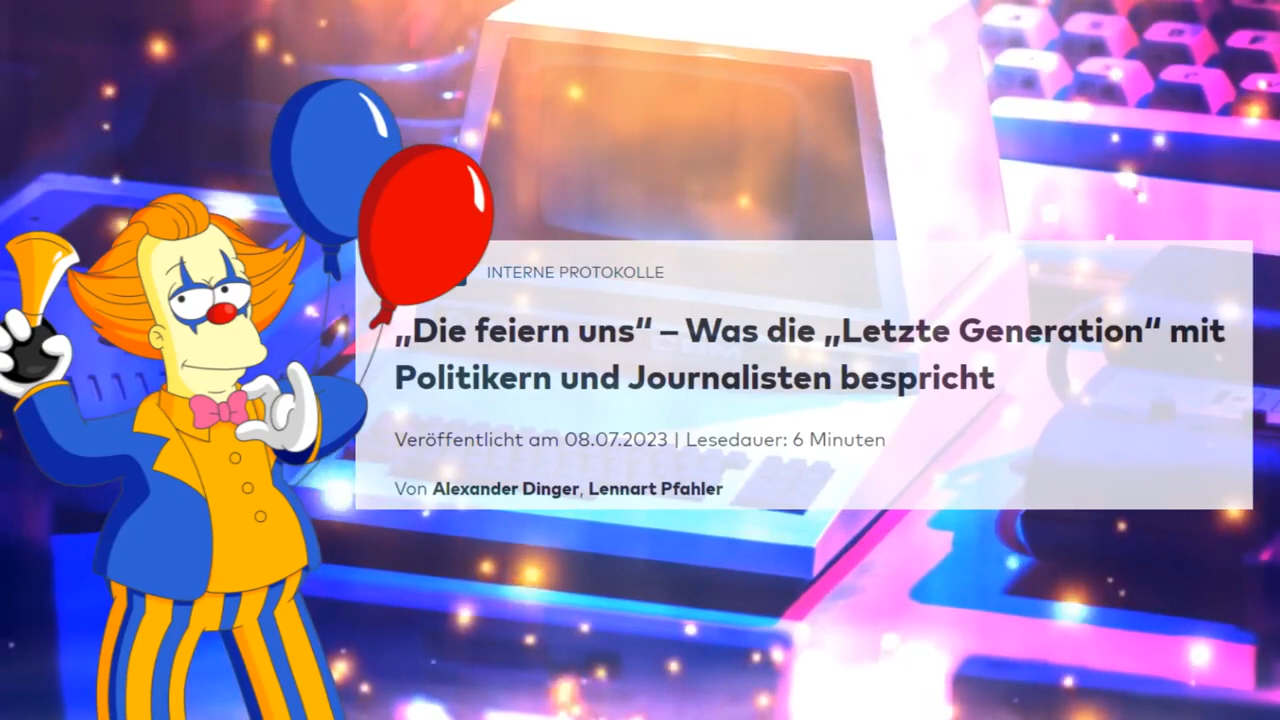 INTERNE PROTOKOLLE
„Die feiern uns“ – Was die „Letzte Generation“ mit
Politikern und Journalisten bespricht
Veröffentlicht am 08.07.2023 | Lesedauer: 6 Minuten
Von Alexander Dinger, Lennart Pfahler